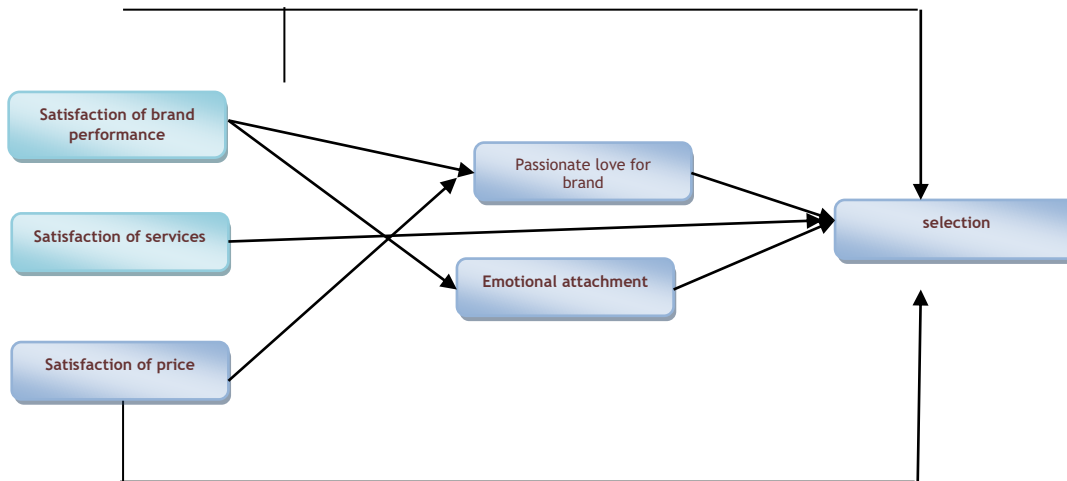 Satisfaction of brand
performance
Passionate love for
brand
Satisfaction of services
selection
Emotional attachment
Satisfaction of price